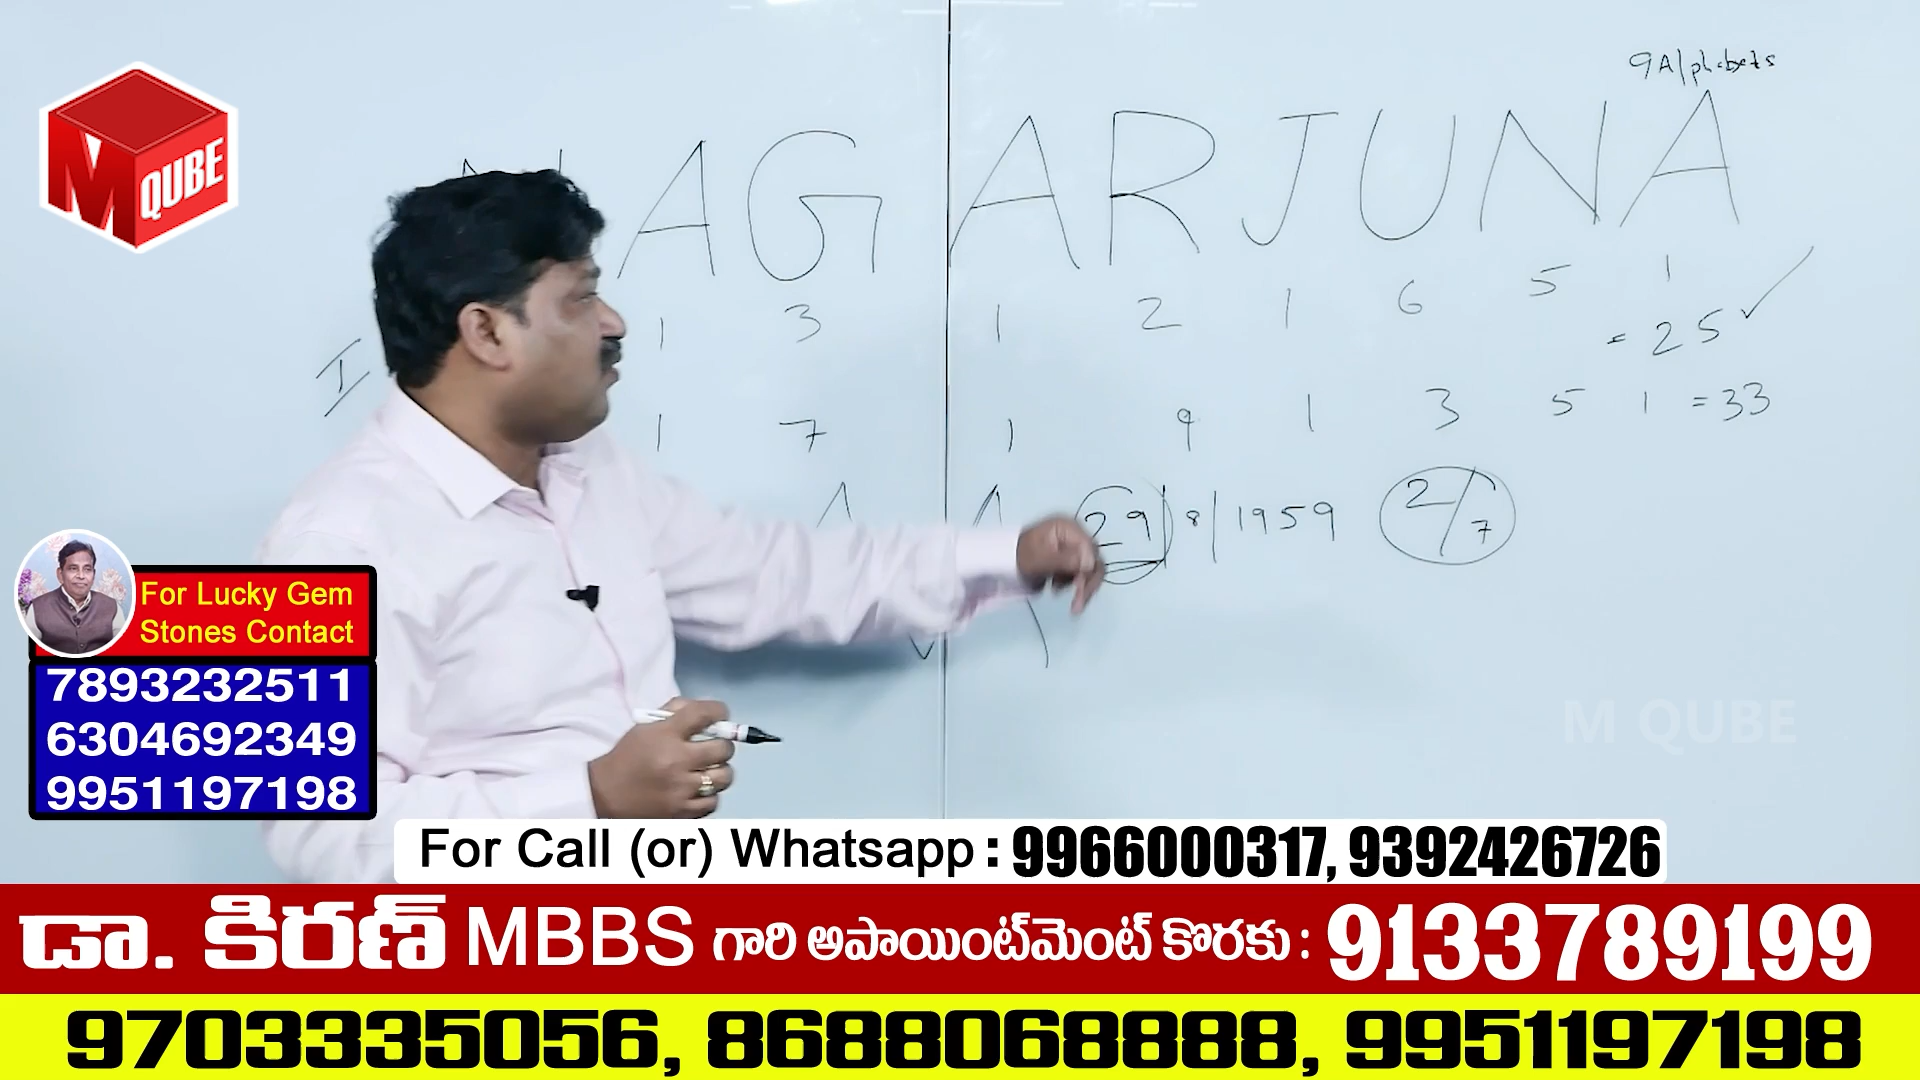 9 Alphabets
M QUBE
AGARJUNA
1 3 1 2 1 6 5 1
= 25 ✓
I
1 7 1 9 1 3 5 1 = 33
29/8/1959 2/7
For Lucky Gem
Stones Contact
7893232511
6304692349
9951197198
M QUBE
For Call (or) Whatsapp : 9966000317, 9392426726
డా. కిరణ్ MBBS గారి అపాయింట్‌మెంట్ కొరకు : 9133789199
9703335056, 8688068888, 9951197198